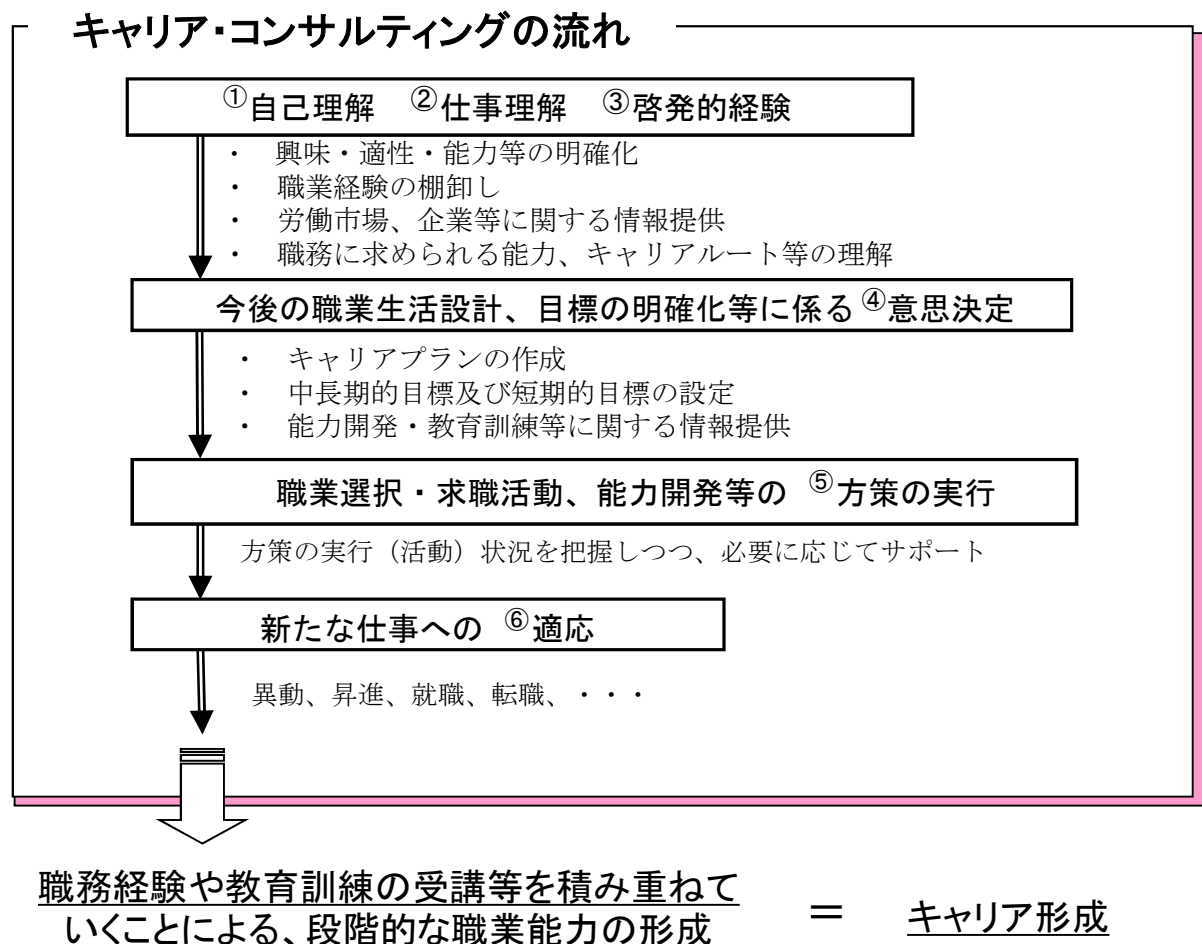 キャリア・コンサルティングの流れ
①自己理解　②仕事理解　③啓発的経験
・　興味・適性・能力等の明確化
・　職業経験の棚卸し
・　労働市場、企業等に関する情報提供
・　職務に求められる能力、キャリアルート等の理解
今後の職業生活設計、目標の明確化等に係る④意思決定
・　キャリアプランの作成
・　中長期的目標及び短期的目標の設定
・　能力開発・教育訓練等に関する情報提供
職業選択・求職活動、能力開発等の ⑤方策の実行
方策の実行（活動）状況を把握しつつ、必要に応じてサポート
新たな仕事への ⑥適応
異動、昇進、就職、転職、・・・
職務経験や教育訓練の受講等を積み重ねて
いくことによる、段階的な職業能力の形成
＝　キャリア形成